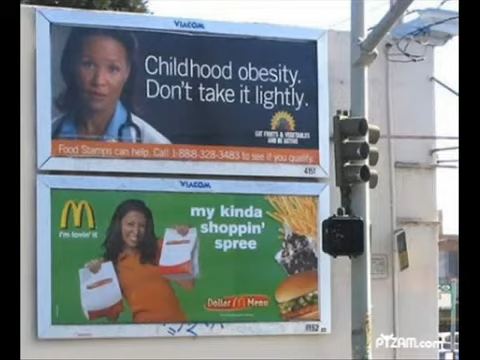 VIACOM
Childhood obesity.
Don't take it lightly.
EAT FRUITS & VEGETABLES
AND BE ACTIVE
Food Stamps can help. Call 1-888-328-3483 to see if you qualify.
4151
VIACOM
M
i'm lovin' it
my kinda
shoppin'
spree
Dollar M Menu
1152
PYZAM.com